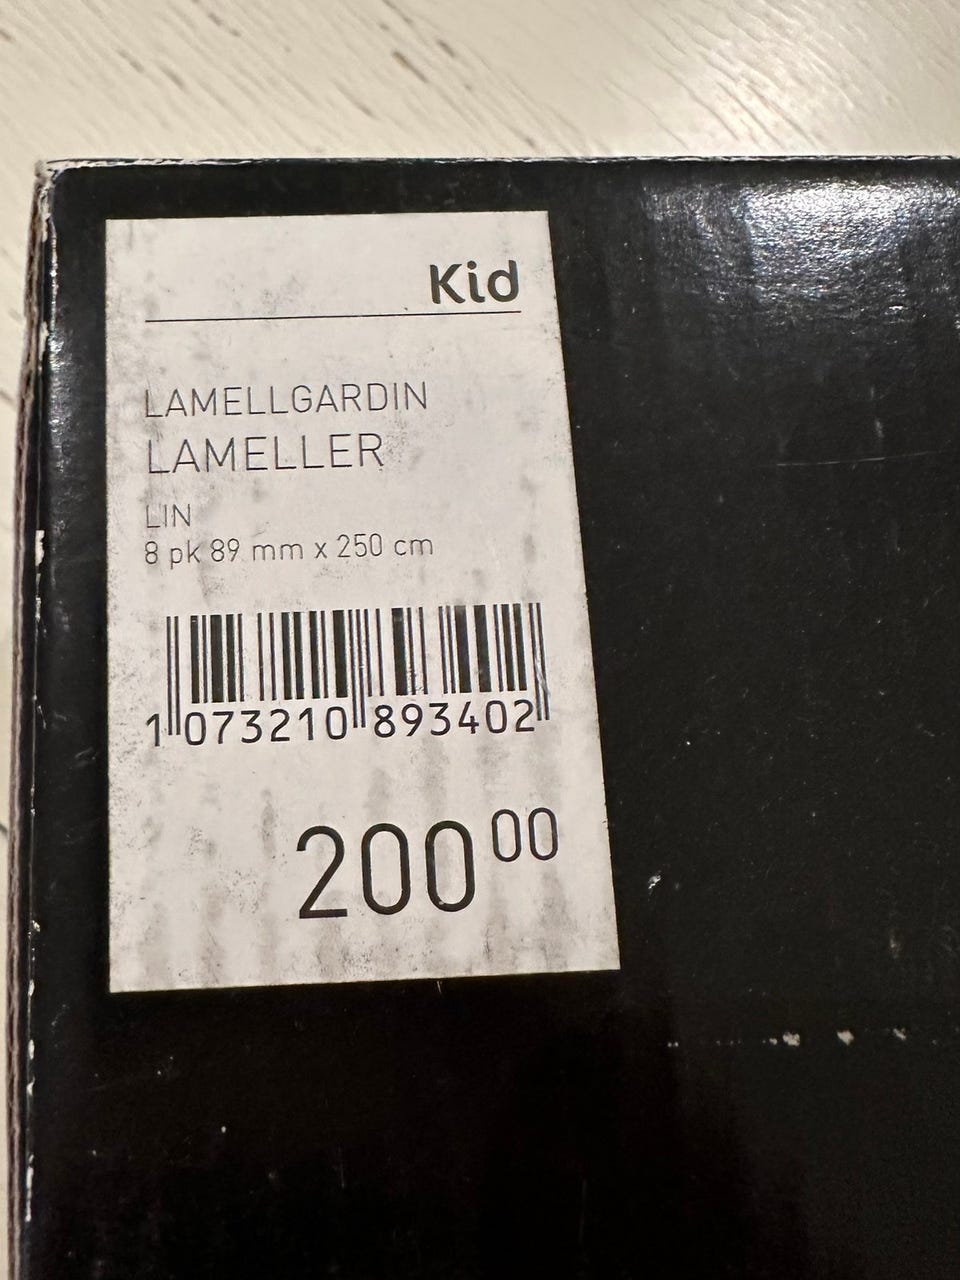 Kid
LAMELLGARDIN
LAMELLER
LIN
8 pk 89 mm x 250 cm
1 073210 893402
200 00